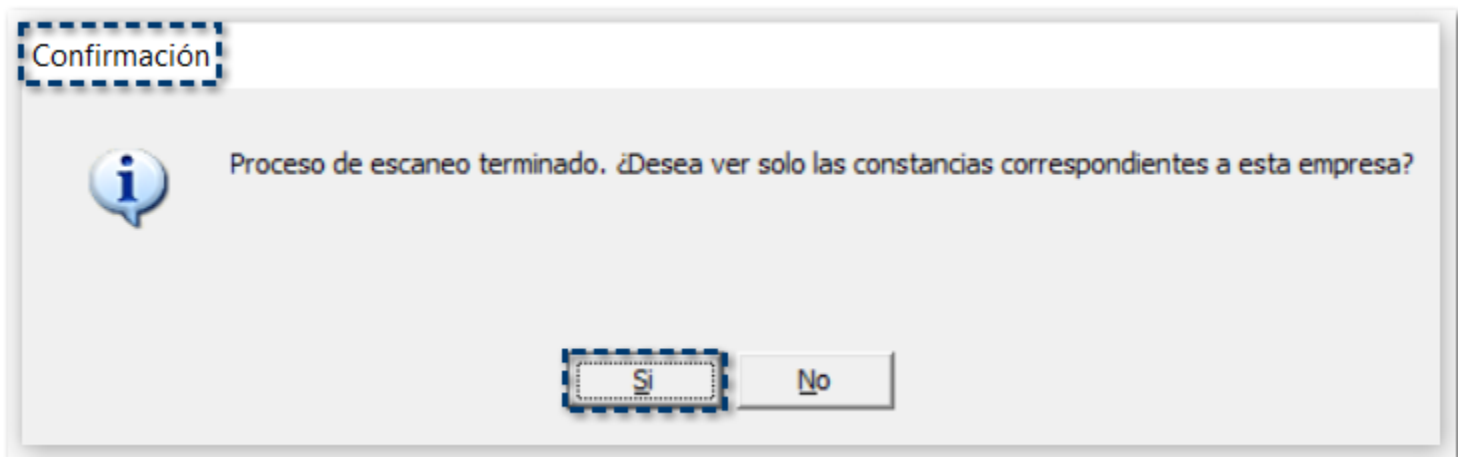 Confirmación
Proceso de escaneo terminado. ¿Desea ver solo las constancias correspondientes a esta empresa?
Si No